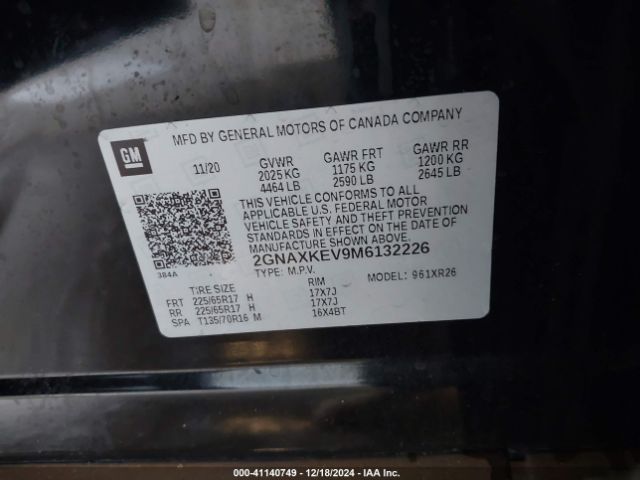 MFD BY GENERAL MOTORS OF CANADA COMPANY
GM
11/20
GVWR
2025 KG
4464 LB
GAWR FRT
1175 KG
2590 LB
GAWR RR
1200 KG
2645 LB
THIS VEHICLE CONFORMS TO ALL
APPLICABLE U.S. FEDERAL MOTOR
VEHICLE SAFETY AND THEFT PREVENTION
STANDARDS IN EFFECT ON THE DATE OF
MANUFACTURE SHOWN ABOVE.
2GNAXKEV9M6132226
384A
TYPE: M.P.V. MODEL: 961XR26
TIRE SIZE RIM
FRT 225/65R17 H 17X7J
RR 225/65R17 H 17X7J
SPA T135/70R16 M 16X4BT
000-41140749 - 12/18/2024 - IAA Inc.